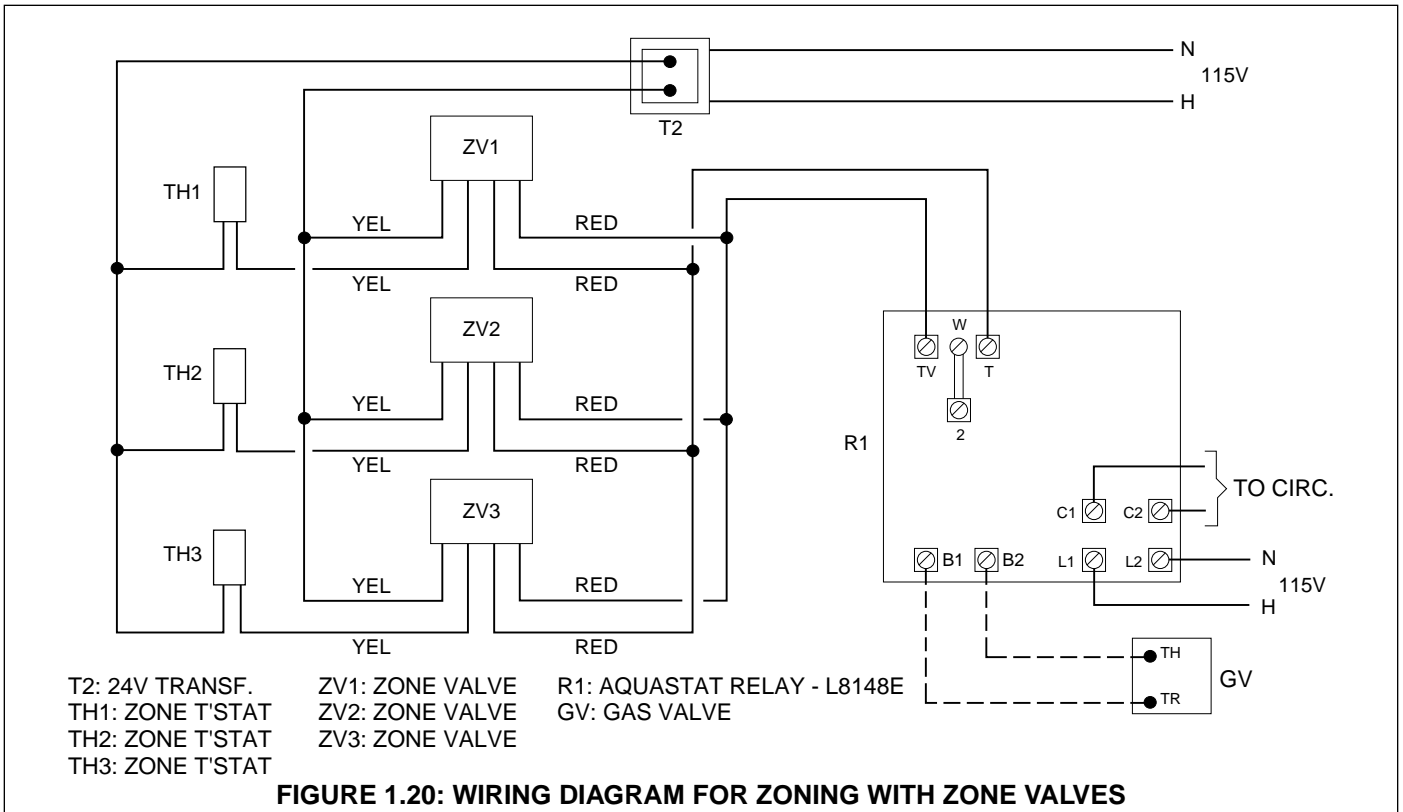 N
115V
H
T2
ZV1
TH1
YEL
RED
YEL
RED
ZV2
TH2
YEL
RED
YEL
RED
ZV3
TH3
YEL
RED
YEL
RED
W
TV
T
2
R1
TO CIRC.
C1
C2
B1
B2
L1
L2
N
115V
H
TH
GV
TR
T2: 24V TRANSF.
TH1: ZONE T'STAT
TH2: ZONE T'STAT
TH3: ZONE T'STAT
ZV1: ZONE VALVE
ZV2: ZONE VALVE
ZV3: ZONE VALVE
R1: AQUASTAT RELAY - L8148E
GV: GAS VALVE
FIGURE 1.20: WIRING DIAGRAM FOR ZONING WITH ZONE VALVES